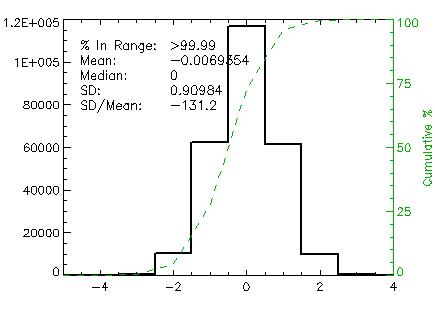 1.2E+005
1E+005
80000
60000
40000
20000
0
% In Range: >99.99
Mean: -0.0069354
Median: 0
SD: 0.90984
SD/Mean: -131.2
100
75
50
25
0
Cumulative %
-4 -2 0 2 4